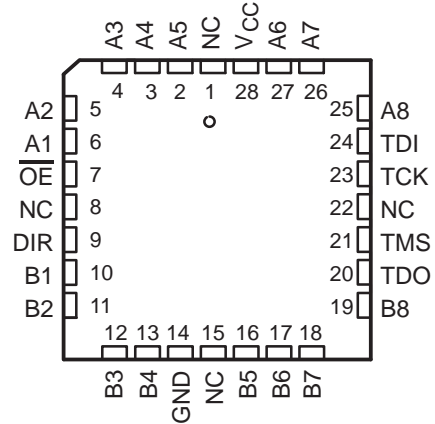 A3 A4 A5 NC VCC A6 A7
4 3 2 1 28 27 26
A2 5 25 A8
A1 6 24 TDI
OE 7 23 TCK
NC 8 22 NC
DIR 9 21 TMS
B1 10 20 TDO
B2 11 19 B8
12 13 14 15 16 17 18
B3 B4 GND NC B5 B6 B7